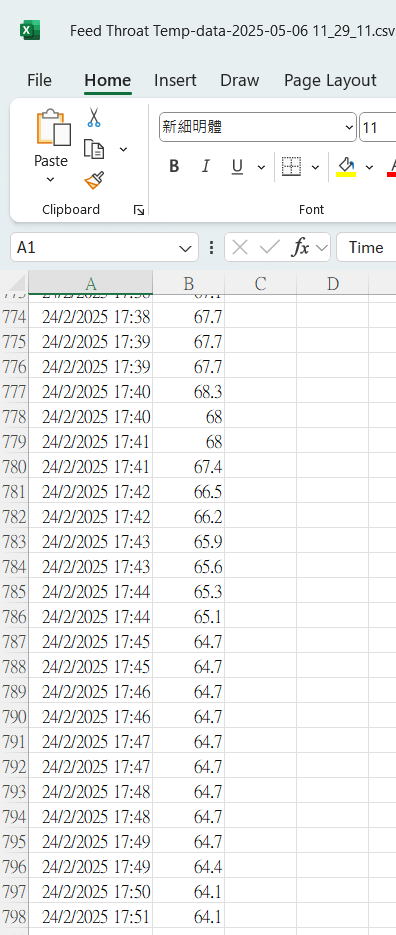 Feed Throat Temp-data-2025-05-06 11_29_11.csv
File Home Insert Draw Page Layout
新細明體 11
Paste B I U
Clipboard Font
A1 fx Time
A B C D
774 24/2/2025 17:38 67.7
775 24/2/2025 17:39 67.7
776 24/2/2025 17:39 67.7
777 24/2/2025 17:40 68.3
778 24/2/2025 17:40 68
779 24/2/2025 17:41 68
780 24/2/2025 17:41 67.4
781 24/2/2025 17:42 66.5
782 24/2/2025 17:42 66.2
783 24/2/2025 17:43 65.9
784 24/2/2025 17:43 65.6
785 24/2/2025 17:44 65.3
786 24/2/2025 17:44 65.1
787 24/2/2025 17:45 64.7
788 24/2/2025 17:45 64.7
789 24/2/2025 17:46 64.7
790 24/2/2025 17:46 64.7
791 24/2/2025 17:47 64.7
792 24/2/2025 17:47 64.7
793 24/2/2025 17:48 64.7
794 24/2/2025 17:48 64.7
795 24/2/2025 17:49 64.7
796 24/2/2025 17:49 64.4
797 24/2/2025 17:50 64.1
798 24/2/2025 17:51 64.1